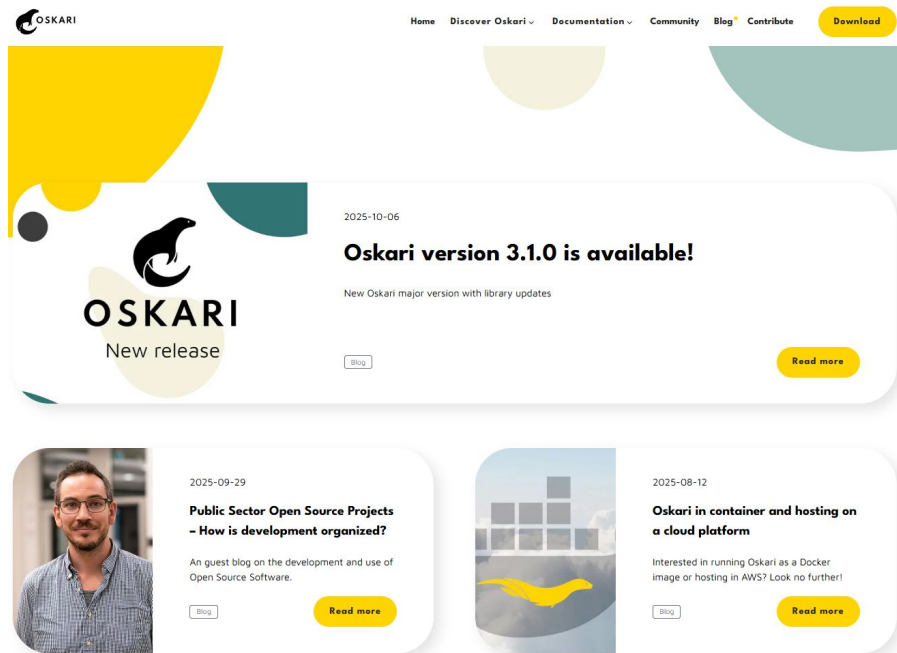 OSKARI
Home Discover Oskari Documentation Community Blog Contribute Download
OSKARI
New release
2025-10-06
Oskari version 3.1.0 is available!
New Oskari major version with library updates
Blog
Read more
2025-09-29
Public Sector Open Source Projects
– How is development organized?
An guest blog on the development and use of
Open Source Software.
Blog
Read more
2025-08-12
Oskari in container and hosting on
a cloud platform
Interested in running Oskari as a Docker
image or hosting in AWS? Look no further!
Blog
Read more